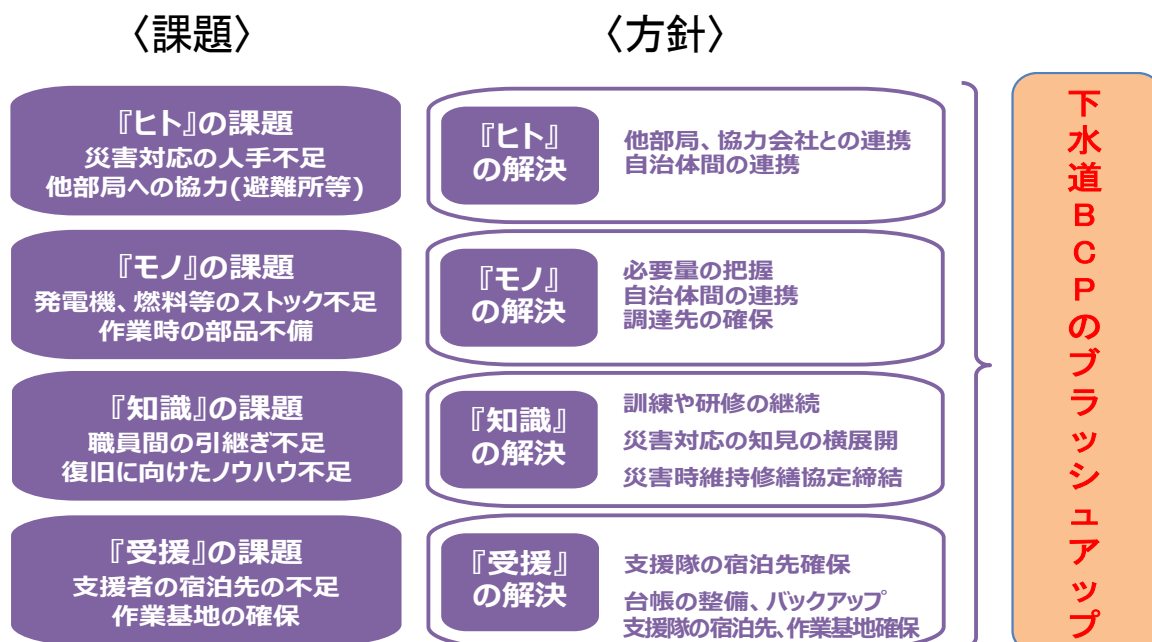 〈課題〉
〈方針〉
『ヒト』の課題
災害対応の人手不足
他部局への協力(避難所等)
『ヒト』
の解決
他部局、協力会社との連携
自治体間の連携
『モノ』の課題
発電機、燃料等のストック不足
作業時の部品不備
『モノ』
の解決
必要量の把握
自治体間の連携
調達先の確保
『知識』の課題
職員間の引継ぎ不足
復旧に向けたノウハウ不足
『知識』
の解決
訓練や研修の継続
災害対応の知見の横展開
災害時維持修繕協定締結
『受援』の課題
支援者の宿泊先の不足
作業基地の確保
『受援』
の解決
支援隊の宿泊先確保
台帳の整備、バックアップ
支援隊の宿泊先、作業基地確保
下水道BCPのブラッシュアップ